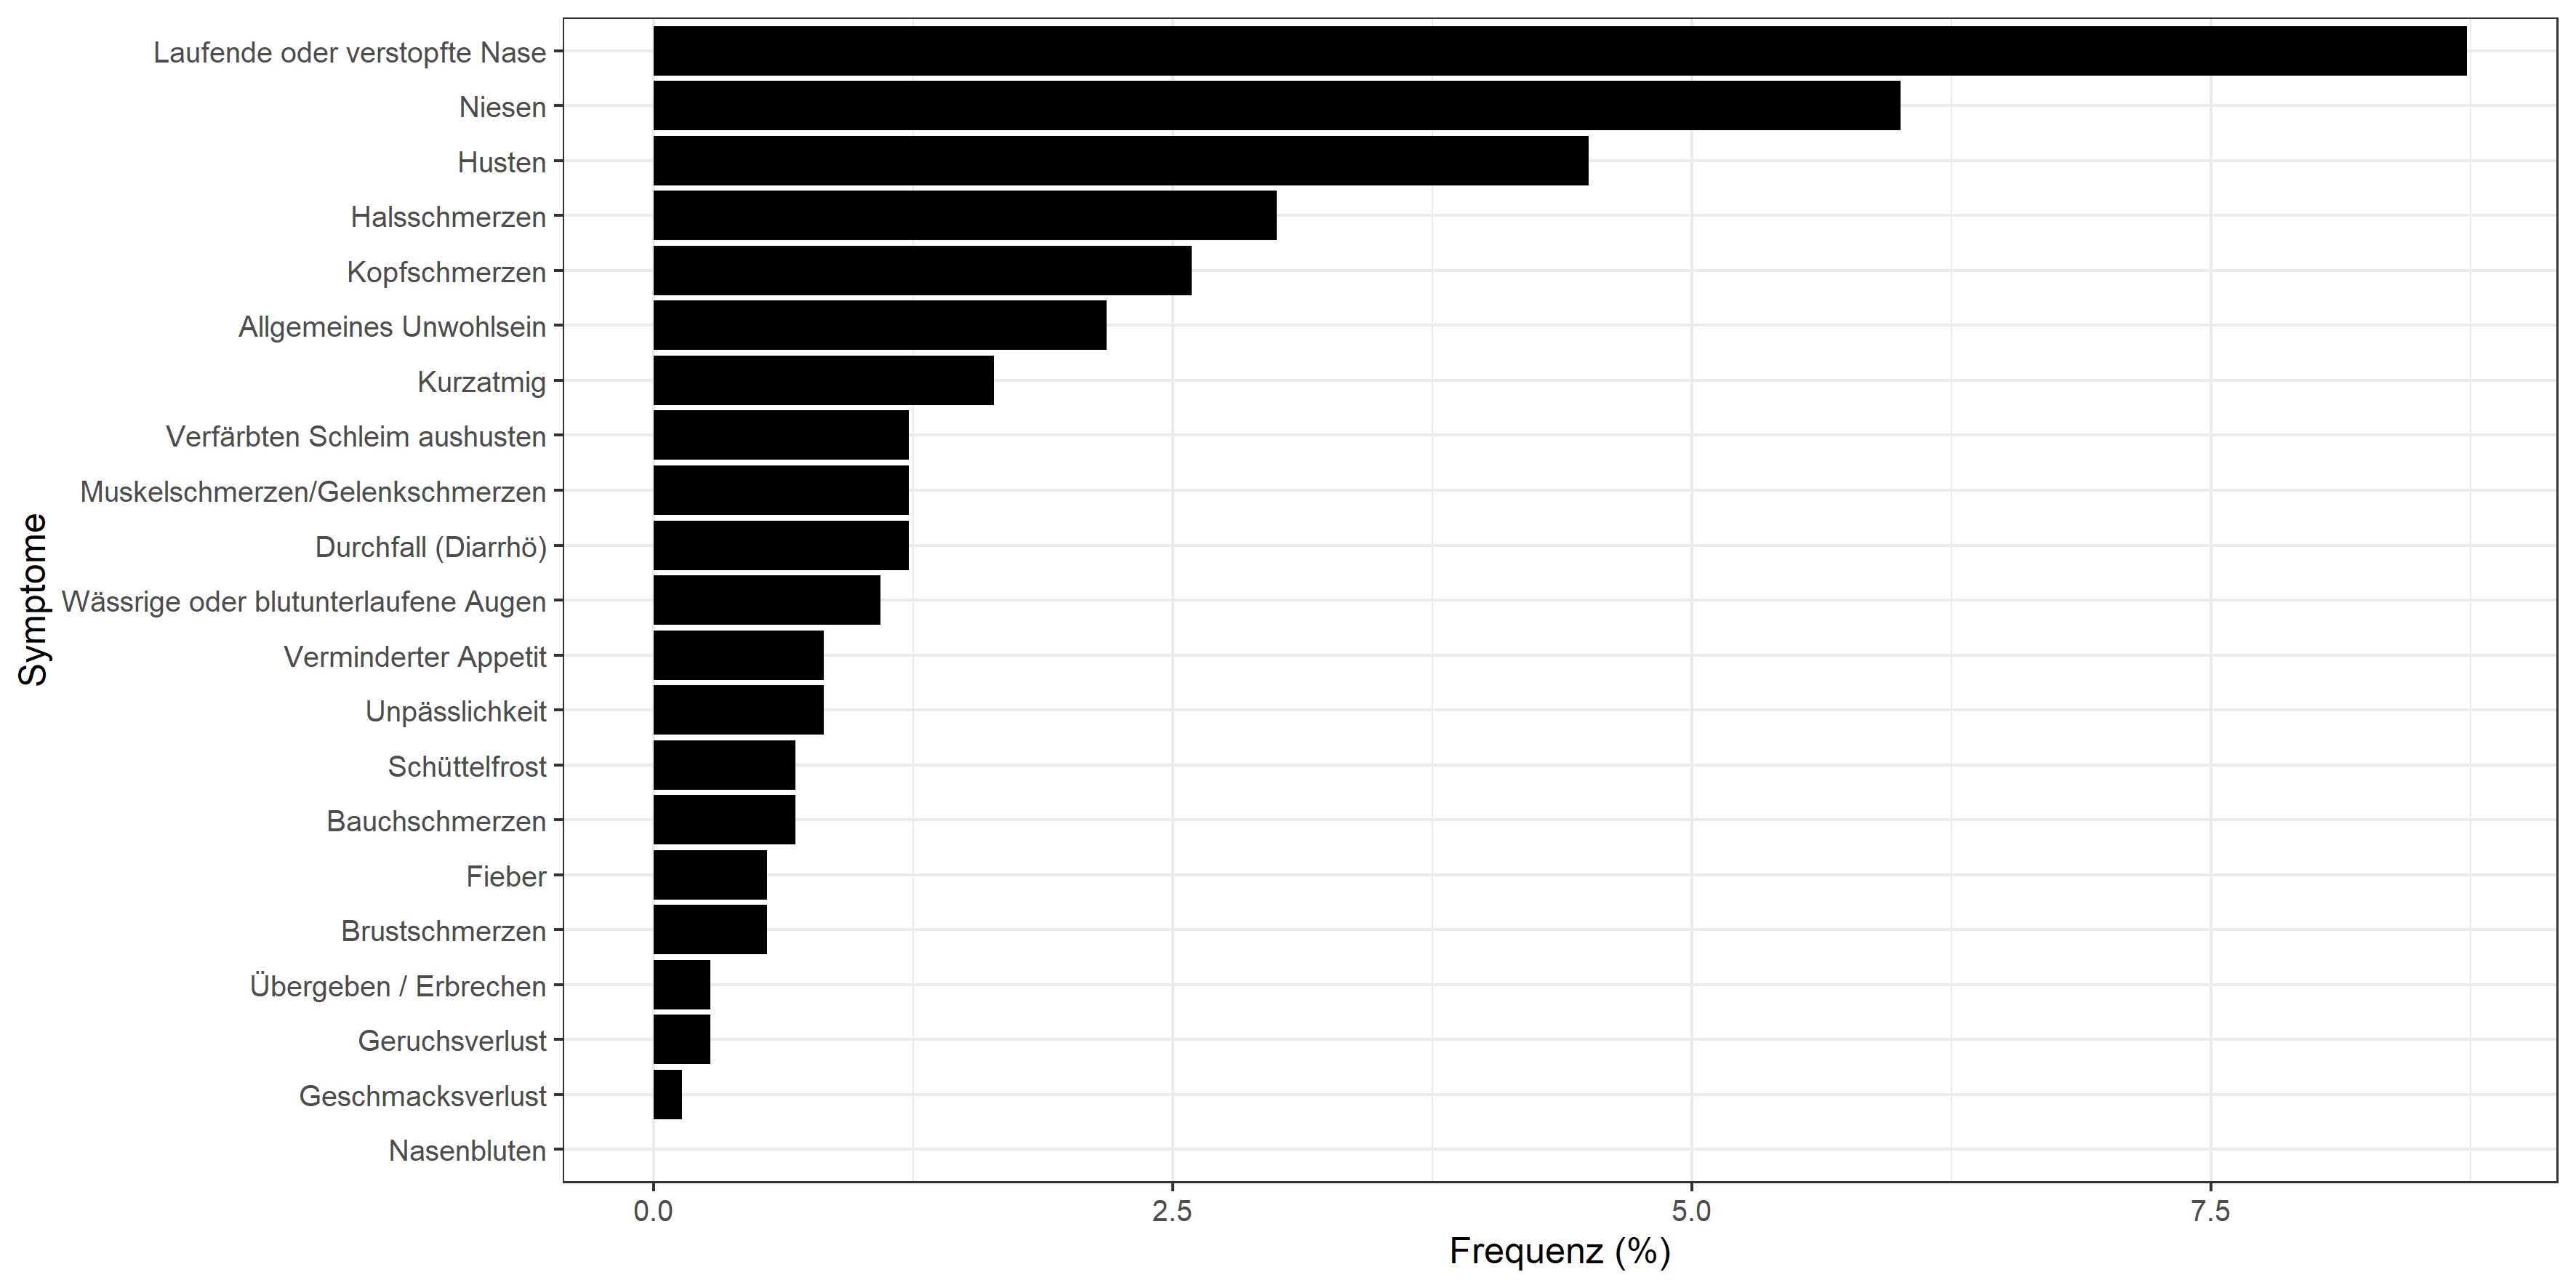 Laufende oder verstopfte Nase
Niesen
Husten
Halsschmerzen
Kopfschmerzen
Allgemeines Unwohlsein
Kurzatmig
Verfärbten Schleim aushusten
Muskelschmerzen/Gelenkschmerzen
Durchfall (Diarrhö)
Wässrige oder blutunterlaufene Augen
Verminderter Appetit
Unpässlichkeit
Schüttelfrost
Bauchschmerzen
Fieber
Brustschmerzen
Übergeben / Erbrechen
Geruchsverlust
Geschmacksverlust
Nasenbluten
Symptome
0.0 2.5 5.0 7.5
Frequenz (%)